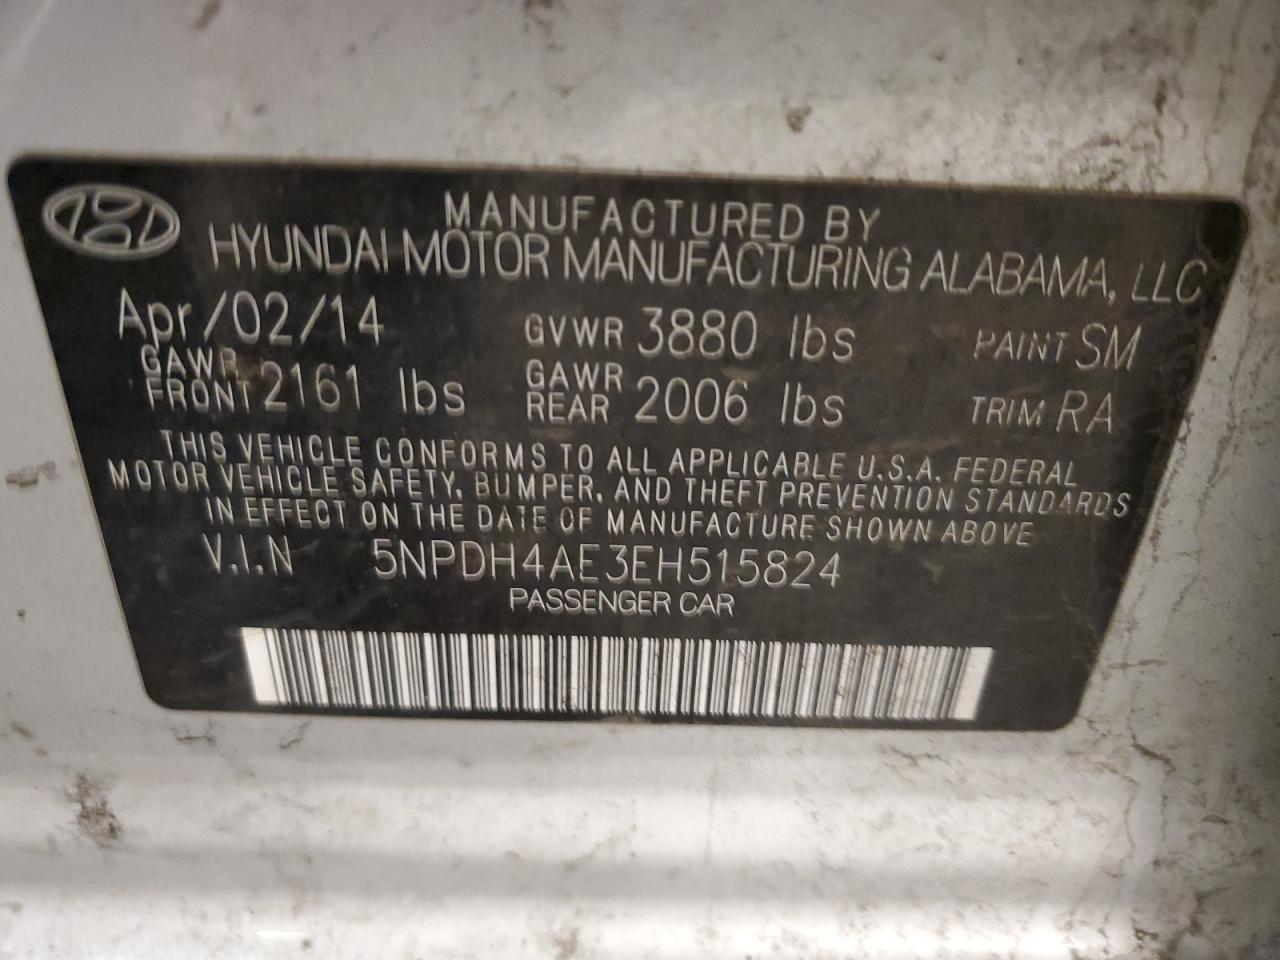 MANUFACTURED BY
HYUNDAI MOTOR MANUFACTURING ALABAMA, LLC
Apr/02/14 GVWR 3880 lbs PAINT SM
GAWR FRONT 2161 lbs GAWR REAR 2006 lbs TRIM RA
THIS VEHICLE CONFORMS TO ALL APPLICABLE U.S.A. FEDERAL
MOTOR VEHICLE SAFETY, BUMPER, AND THEFT PREVENTION STANDARDS
IN EFFECT ON THE DATE OF MANUFACTURE SHOWN ABOVE
V.I.N 5NPDH4AE3EH515824
PASSENGER CAR